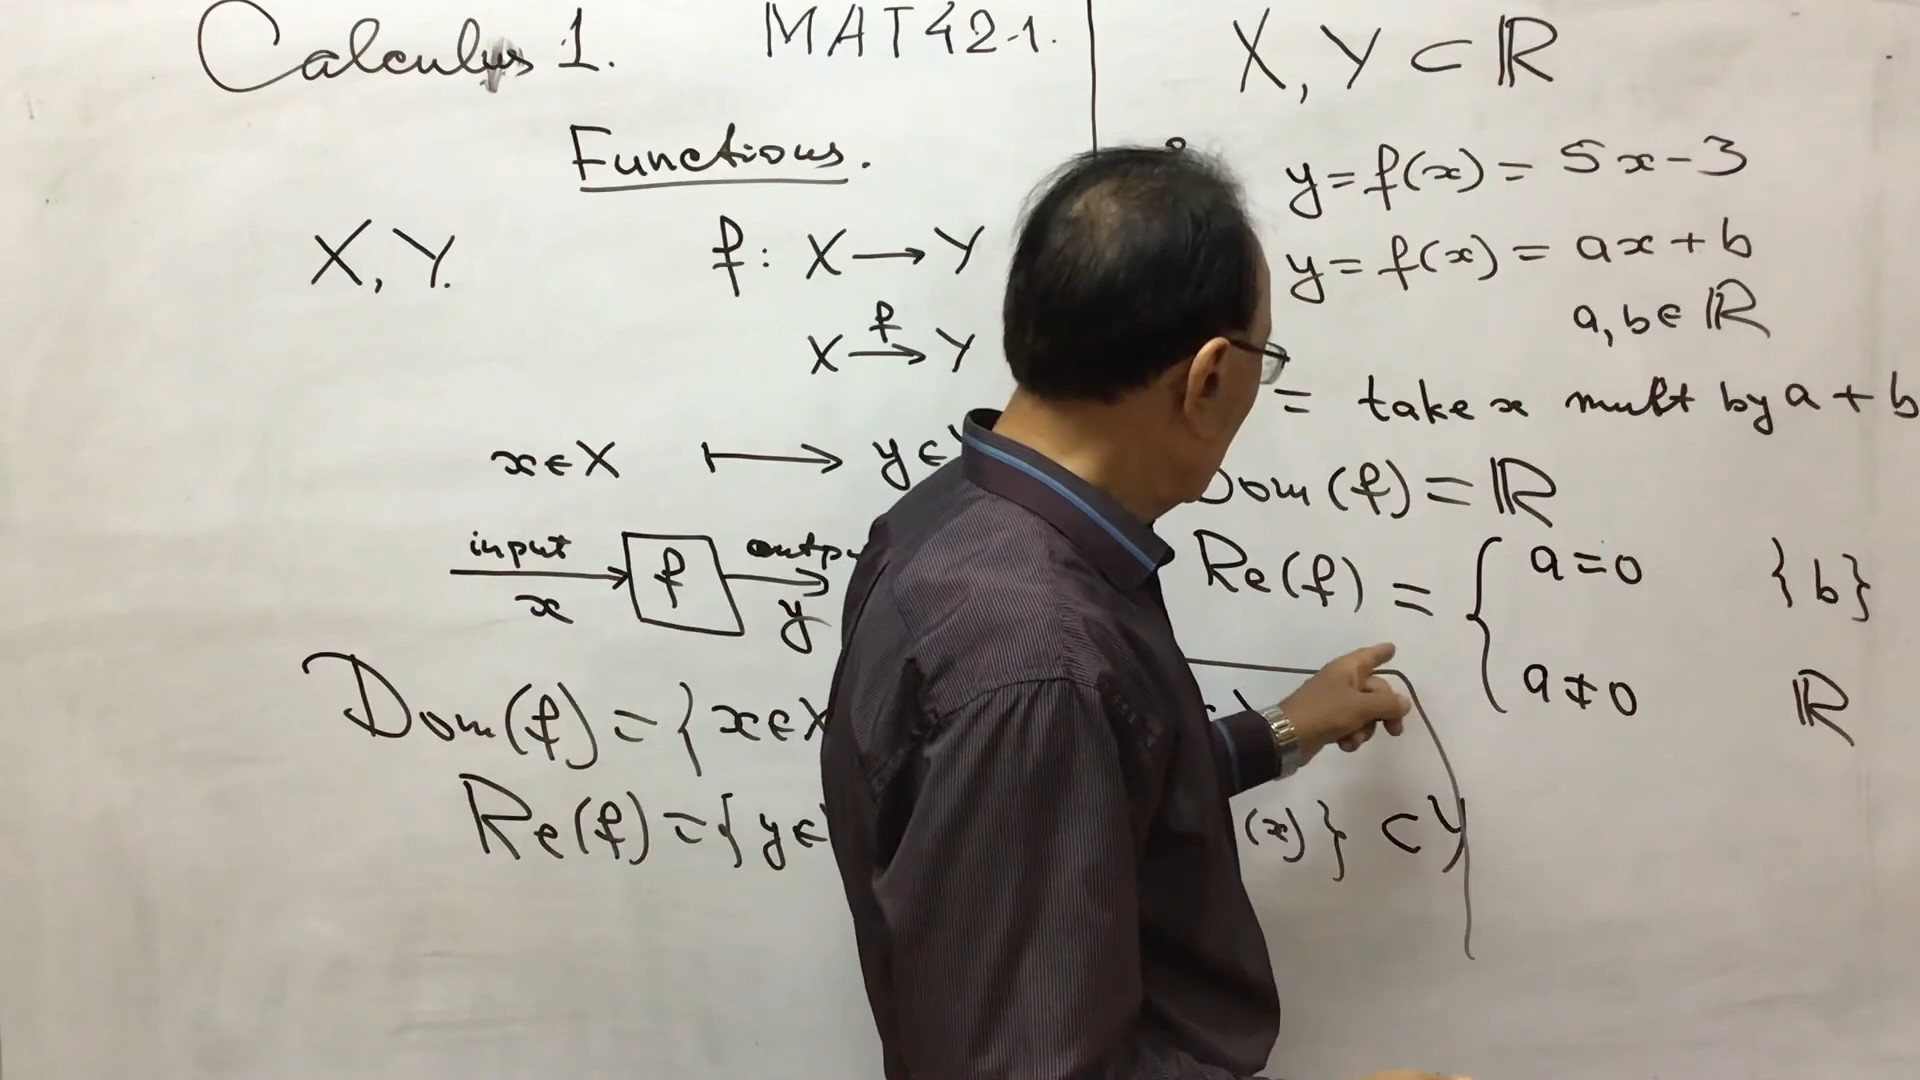 Calculus 1. MAT421.
Functions.
X, Y.
f: X → Y
X →f Y
x∈X ↦ y∈
input
x
f
y
Dom(f) = {x∈X
Re(f) = {y∈
(x)} ⊂ Y
X, Y ⊂ ℝ
y = f(x) = 5x - 3
y = f(x) = ax + b
a, b ∈ ℝ
= take x mult by a + b
Dom(f) = ℝ
Re(f) = { a = 0 {b}
a ≠ 0 ℝ